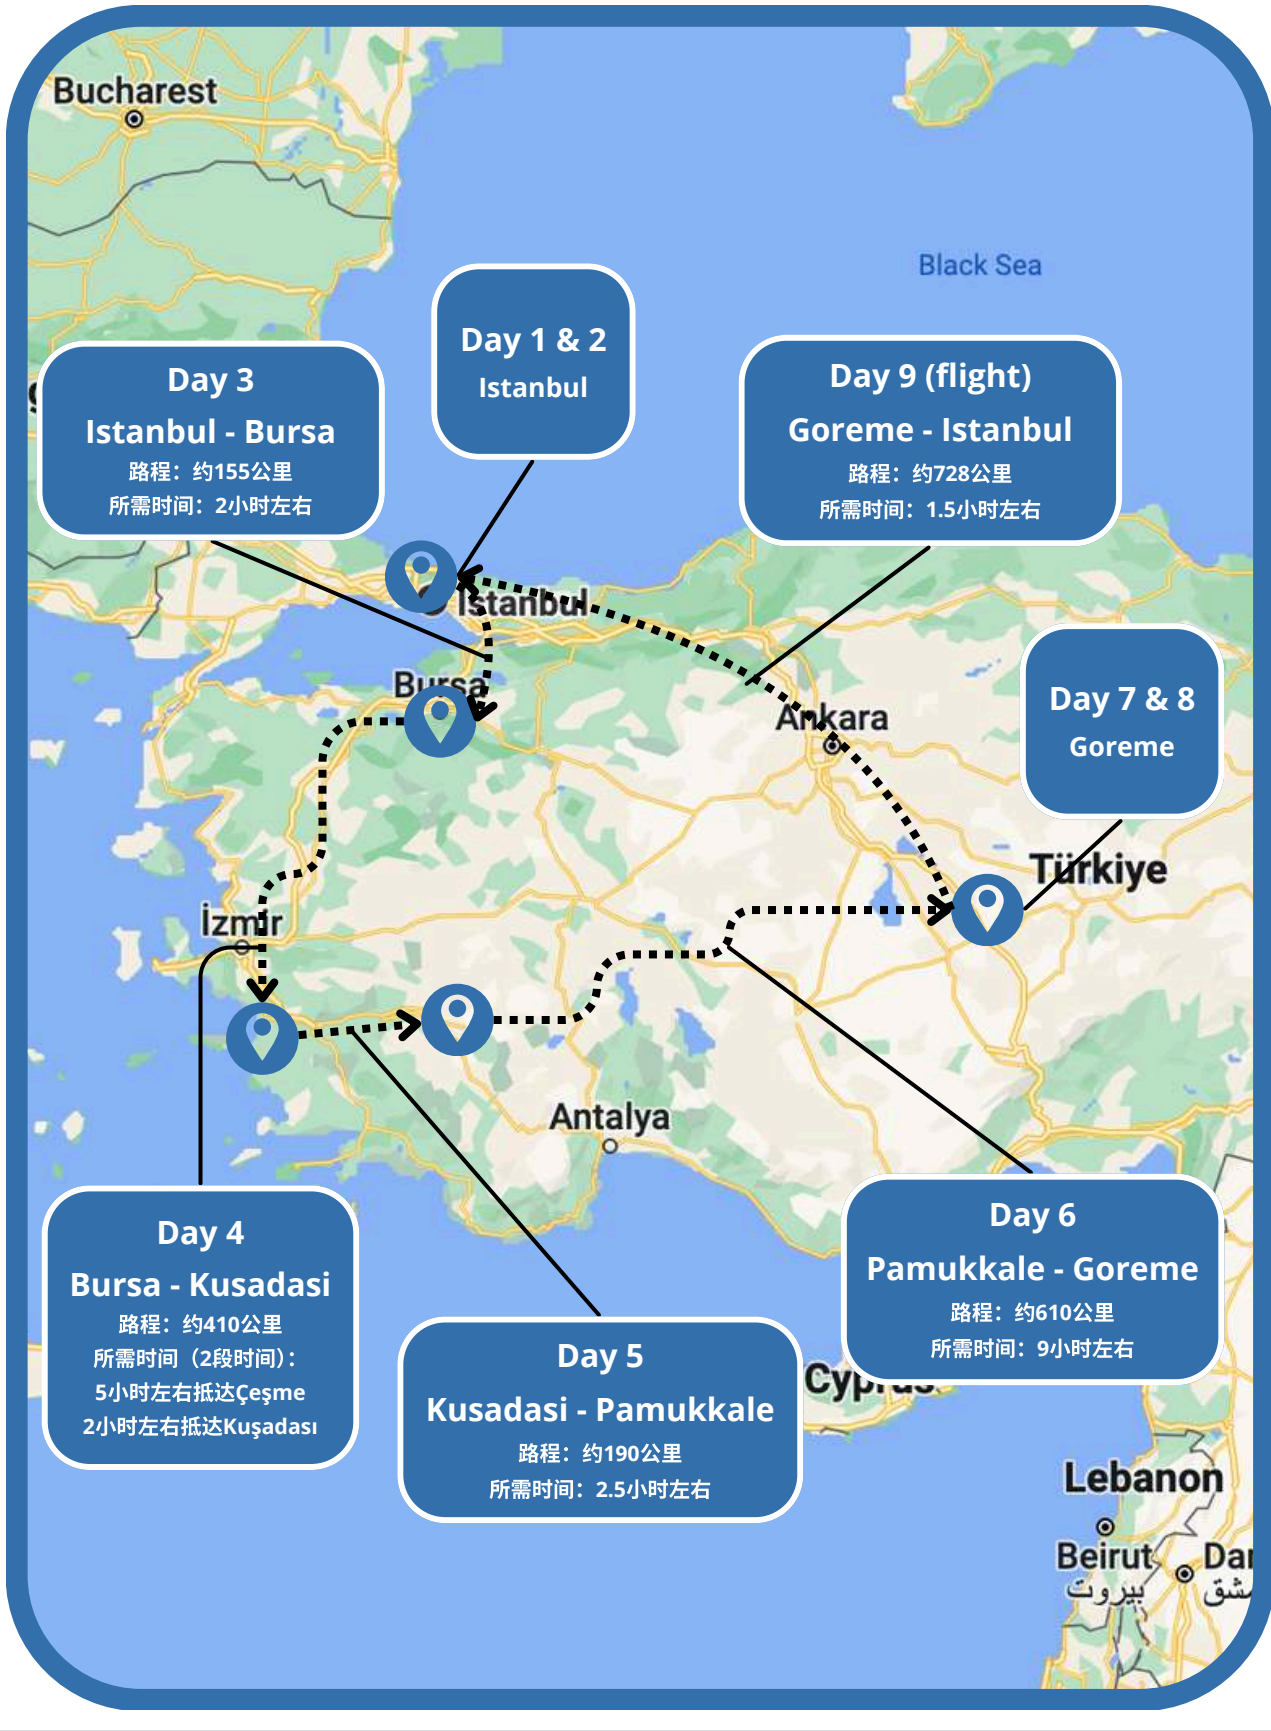 Bucharest
Black Sea
Day 1 & 2
Istanbul
Day 3
Istanbul - Bursa
路程：约155公里
所需时间：2小时左右
Day 9 (flight)
Goreme - Istanbul
路程：约728公里
所需时间：1.5小时左右
Istanbul
Bursa
Ankara
Day 7 & 8
Goreme
Türkiye
İzmir
Antalya
Day 4
Bursa - Kusadasi
路程：约410公里
所需时间（2段时间）：
5小时左右抵达Çeşme
2小时左右抵达Kuşadası
Day 5
Kusadasi - Pamukkale
路程：约190公里
所需时间：2.5小时左右
Day 6
Pamukkale - Goreme
路程：约610公里
所需时间：9小时左右
Cyprus
Lebanon
Beirut
بيروت
Dar
مشق